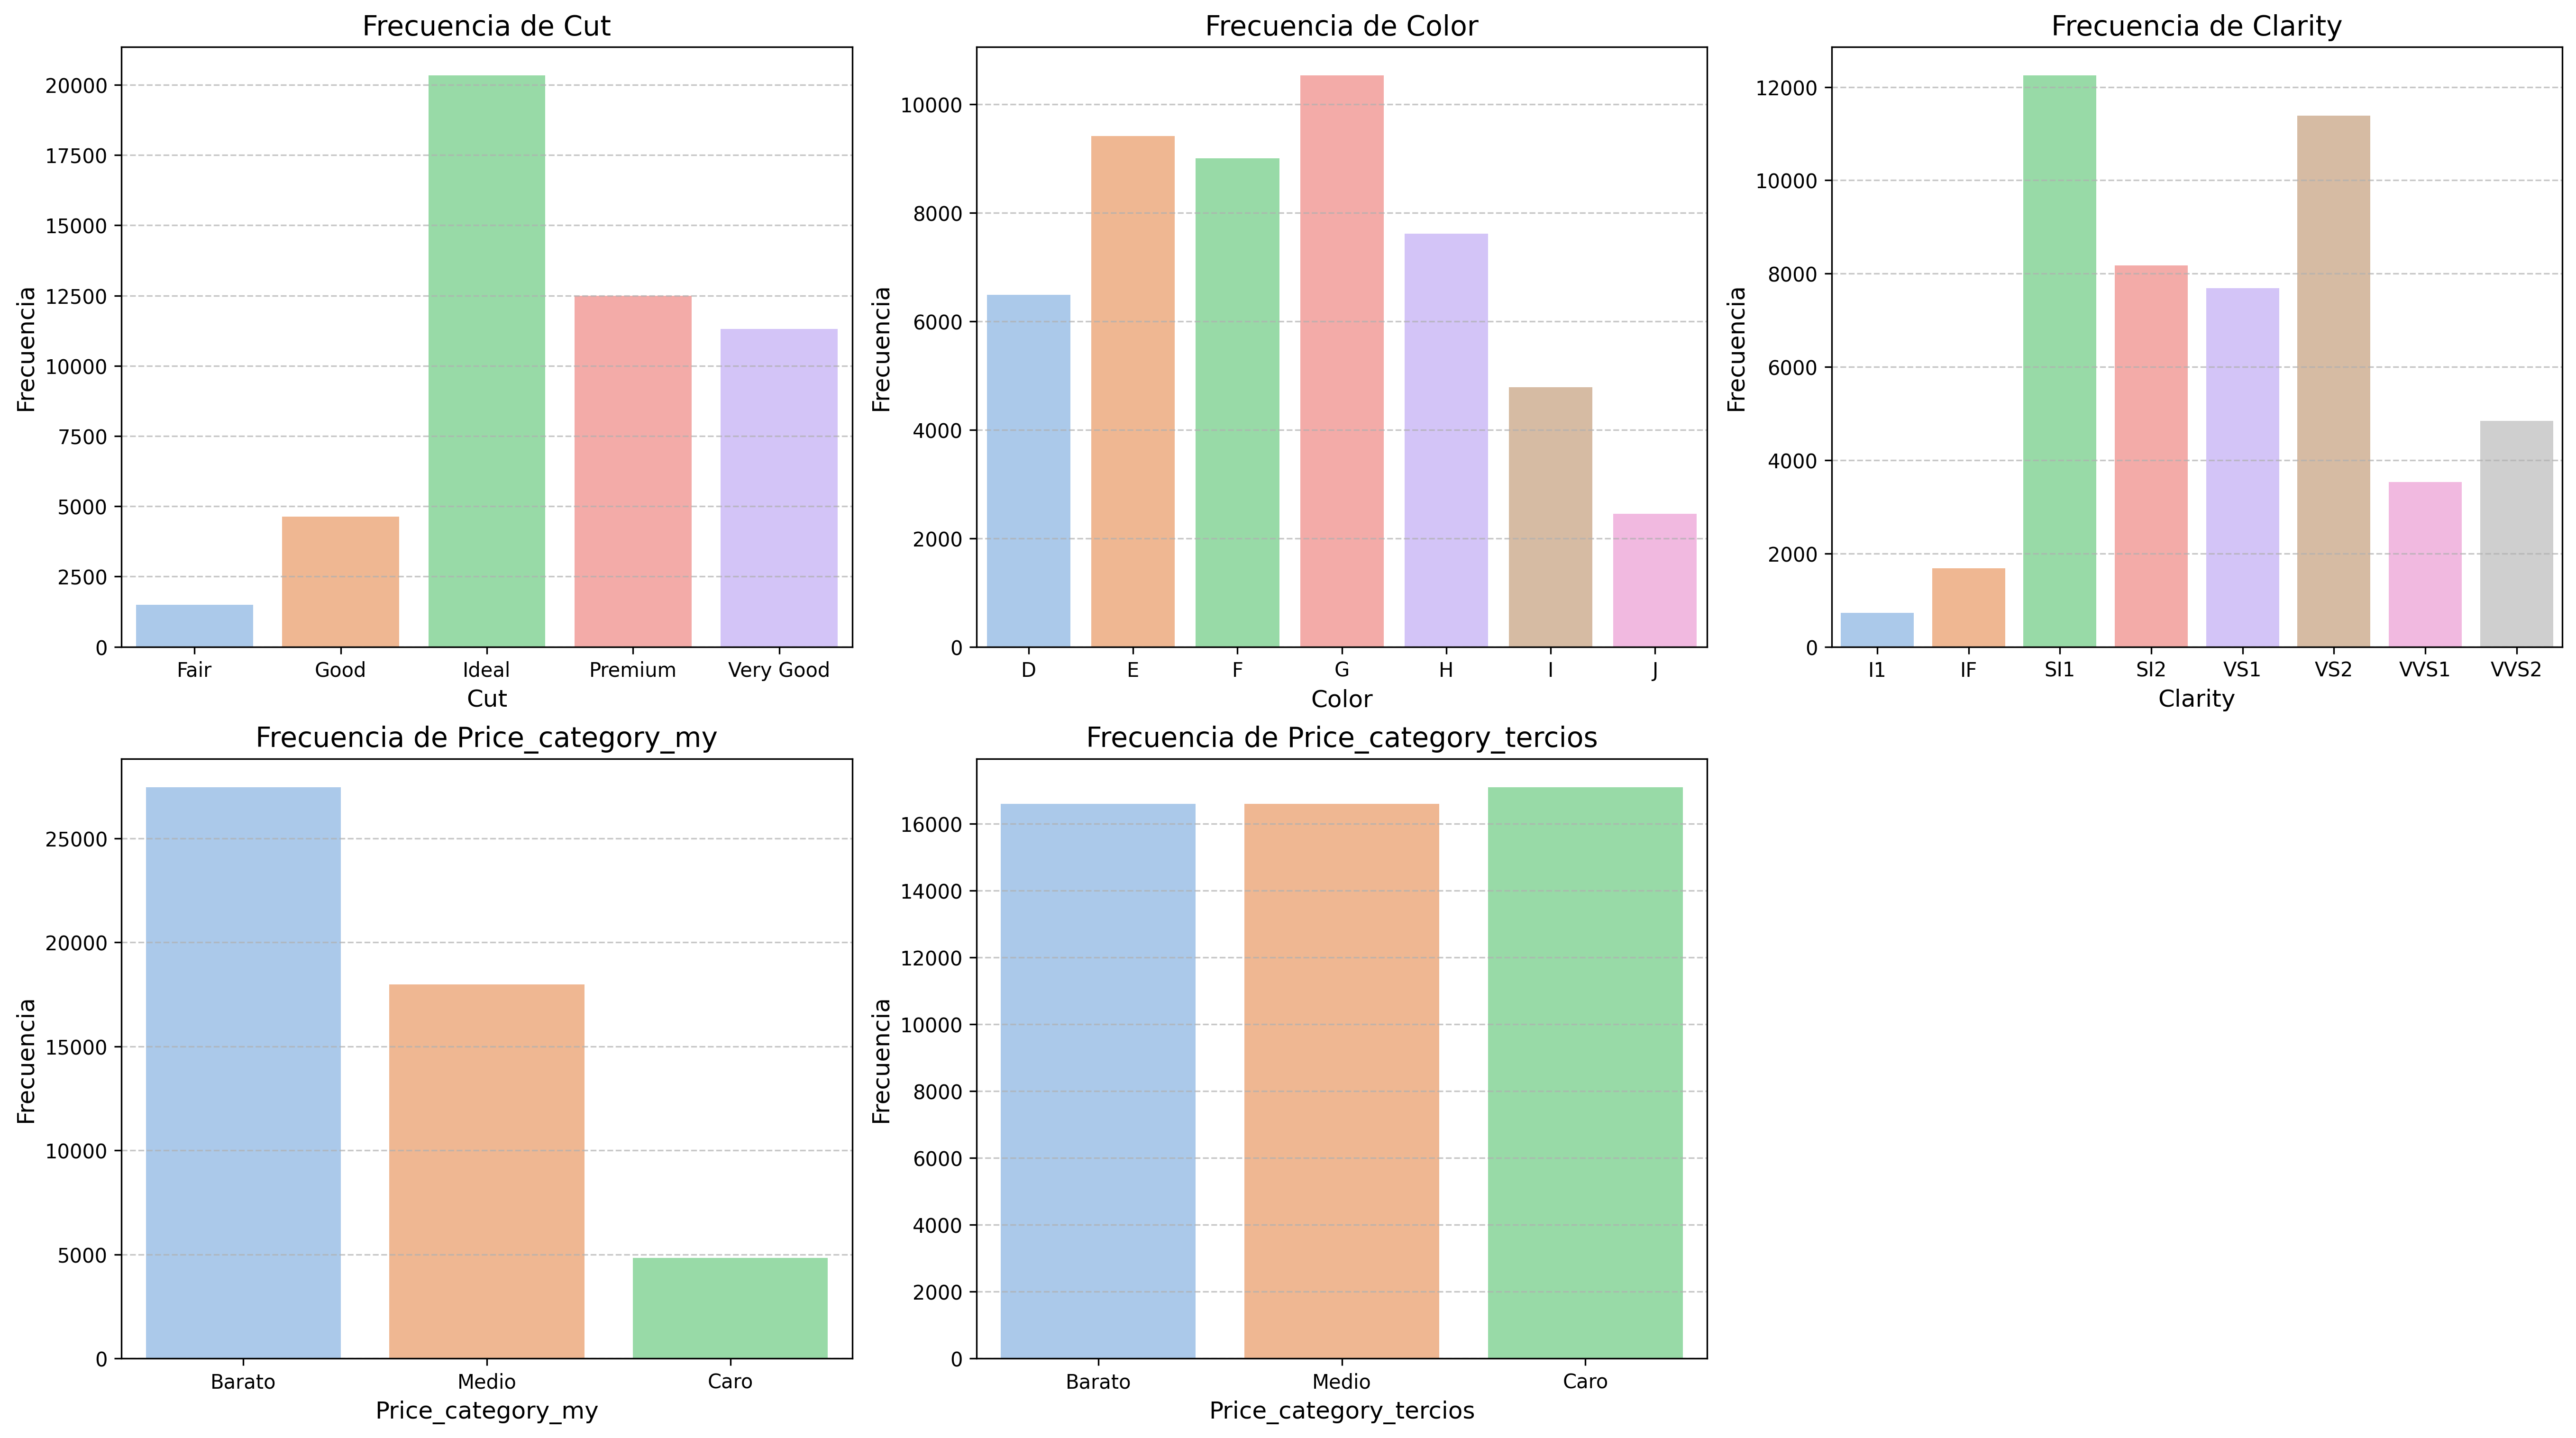 Frecuencia de Cut
Frecuencia
20000
17500
15000
12500
10000
7500
5000
2500
0
Fair Good Ideal Premium Very Good
Cut
Frecuencia de Color
Frecuencia
10000
8000
6000
4000
2000
0
D E F G H I J
Color
Frecuencia de Clarity
Frecuencia
12000
10000
8000
6000
4000
2000
0
I1 IF SI1 SI2 VS1 VS2 VVS1 VVS2
Clarity
Frecuencia de Price_category_my
Frecuencia
25000
20000
15000
10000
5000
0
Barato Medio Caro
Price_category_my
Frecuencia de Price_category_tercios
Frecuencia
16000
14000
12000
10000
8000
6000
4000
2000
0
Barato Medio Caro
Price_category_tercios